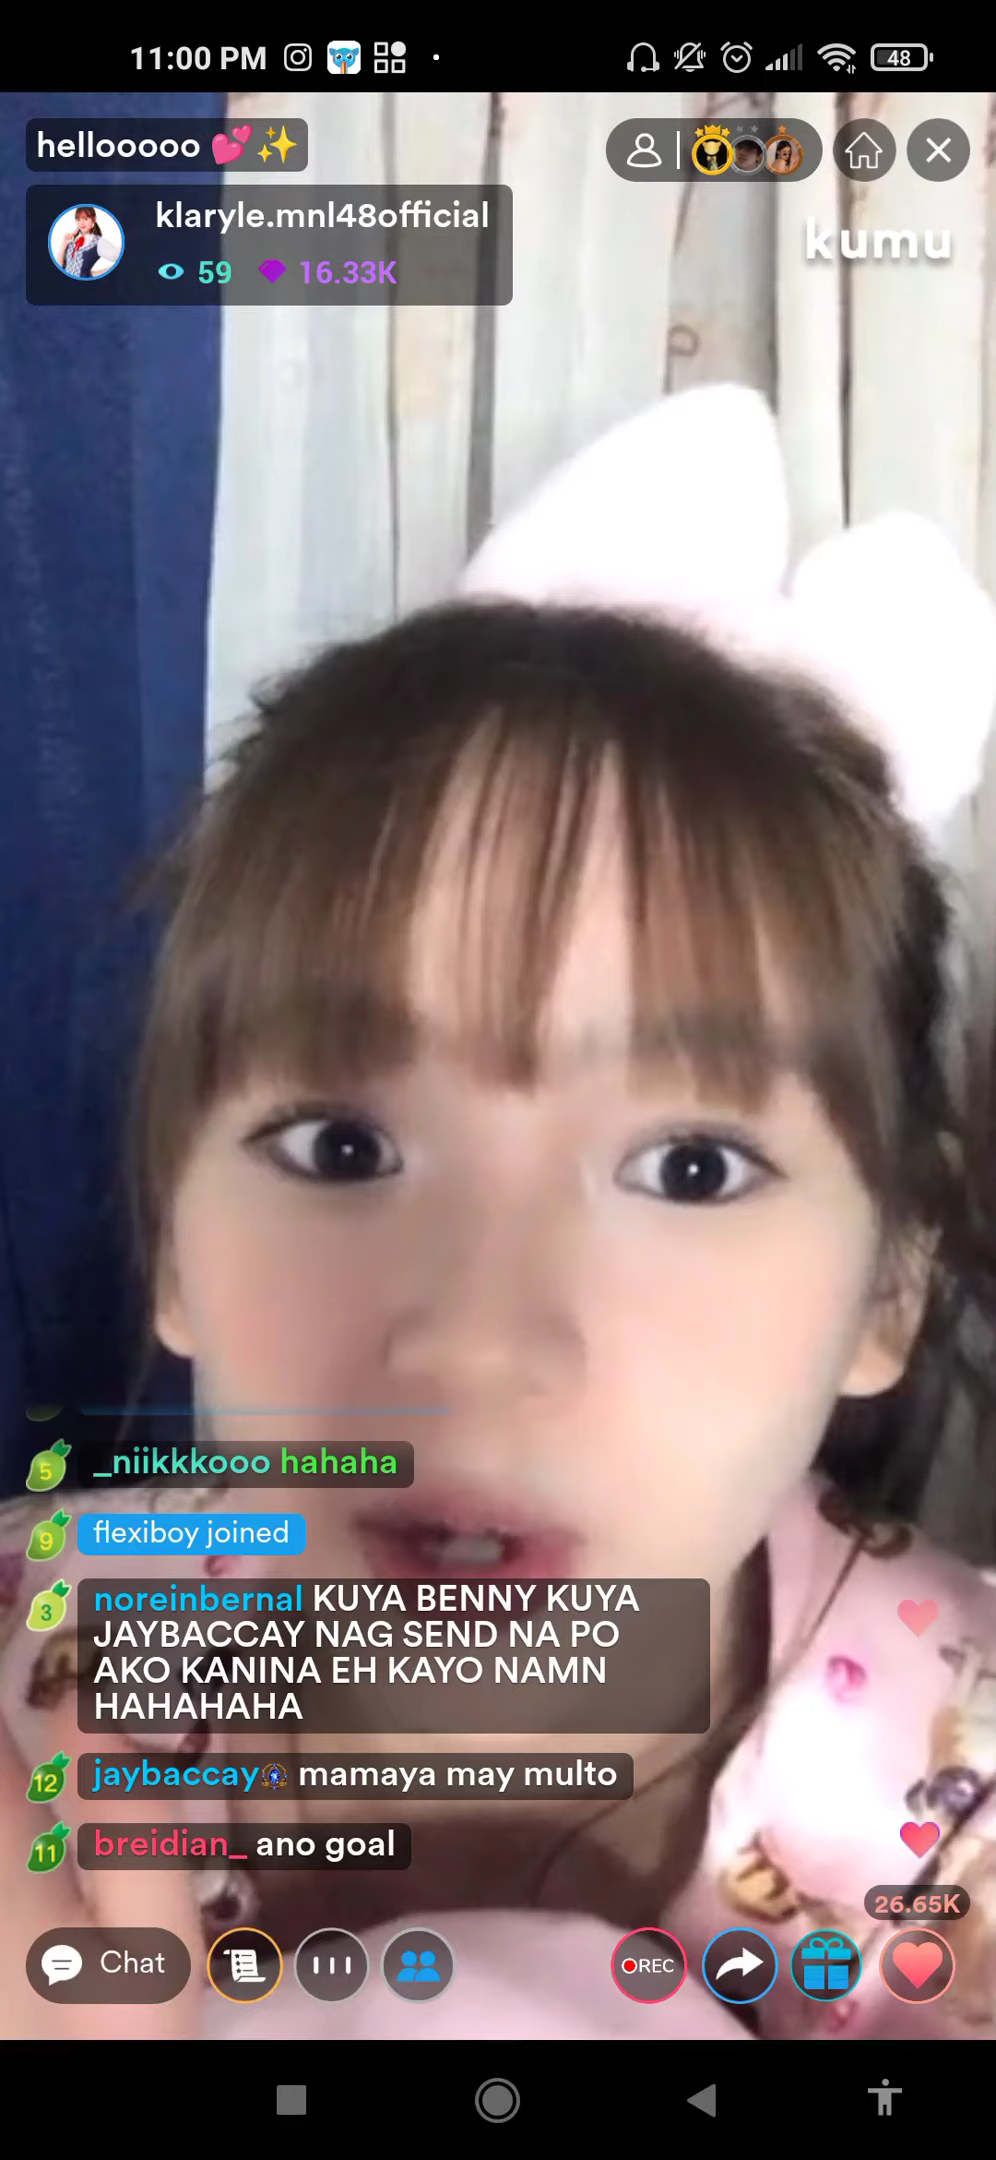 11:00 PM
48
hellooooo 💕✨
klaryle.mnl48official
59 16.33K
kumu
5 _niikkkooo hahaha
9 flexiboy joined
3 noreinbernal KUYA BENNY KUYA
JAYBACCAY NAG SEND NA PO
AKO KANINA EH KAYO NAMN
HAHAHAHA
12 jaybaccay mamaya may multo
11 breidian_ ano goal
26.65K
Chat
REC